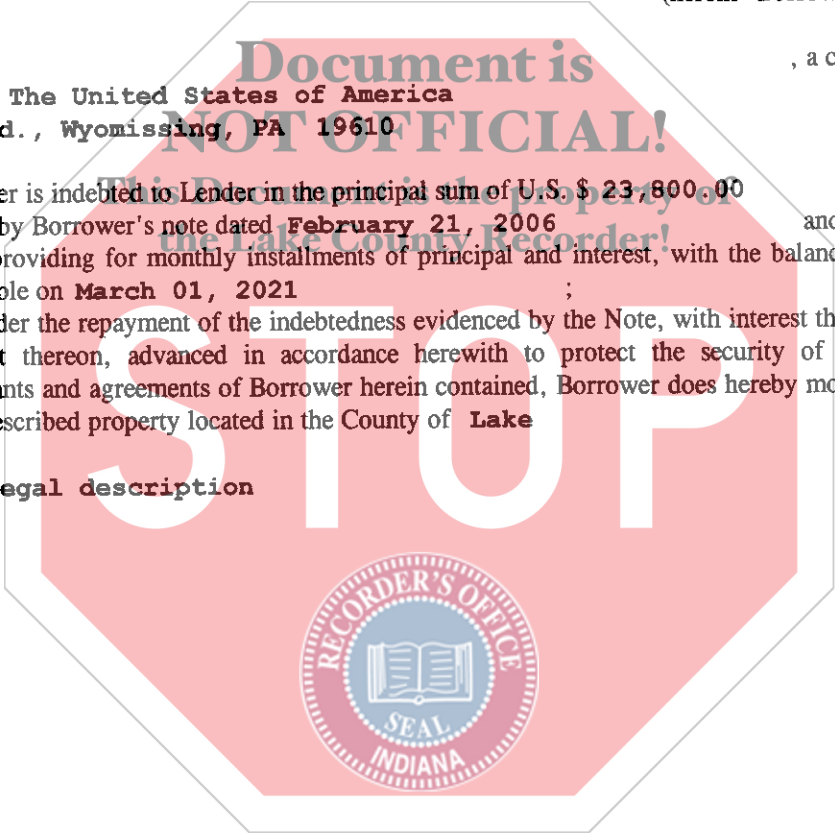 , a c
The United States of America
d., Wyomissing, PA 19610
er is indebted to Lender in the principal sum of U.S. $ 23,800.00
by Borrower's note dated February 21, 2006 and
providing for monthly installments of principal and interest, with the balanc
ble on March 01, 2021 ;
der the repayment of the indebtedness evidenced by the Note, with interest th
t thereon, advanced in accordance herewith to protect the security of
nts and agreements of Borrower herein contained, Borrower does hereby mo
escribed property located in the County of Lake
egal description
Document is
NOT OFFICIAL!
This Document is the property of
the Lake County Recorder!
STOP
RECORDER'S OFFICE
SEAL
INDIANA